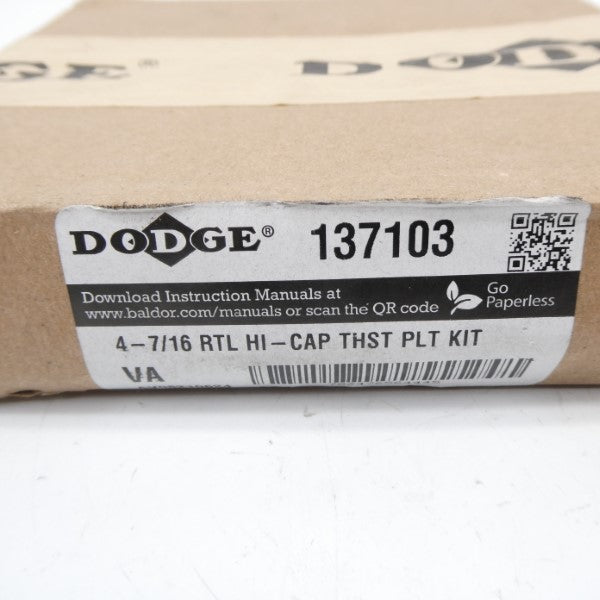 DODGE®
DODGE® 137103
Download Instruction Manuals at
www.baldor.com/manuals or scan the QR code
Go
Paperless
4-7/16 RTL HI-CAP THST PLT KIT
VA